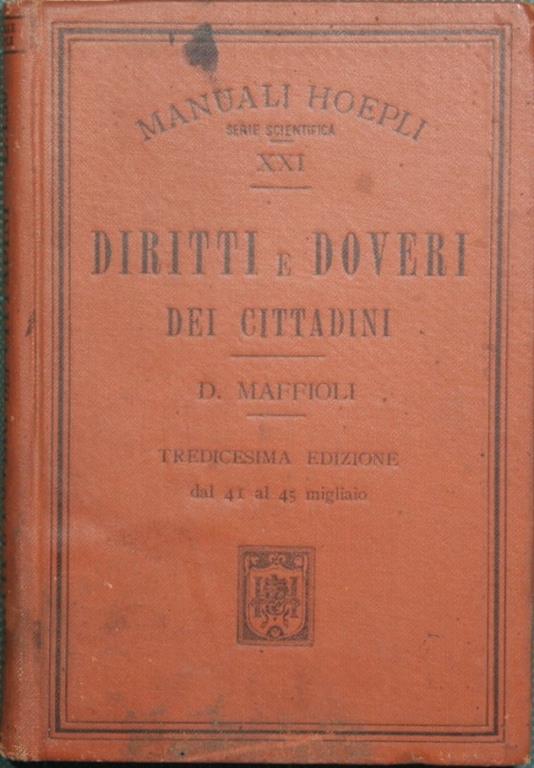 MANUALI HOEPLI
SERIE SCIENTIFICA
XXI
DIRITTI E DOVERI
DEI CITTADINI
D. MAFFIOLI
TREDICESIMA EDIZIONE
dal 41 al 45 migliaio